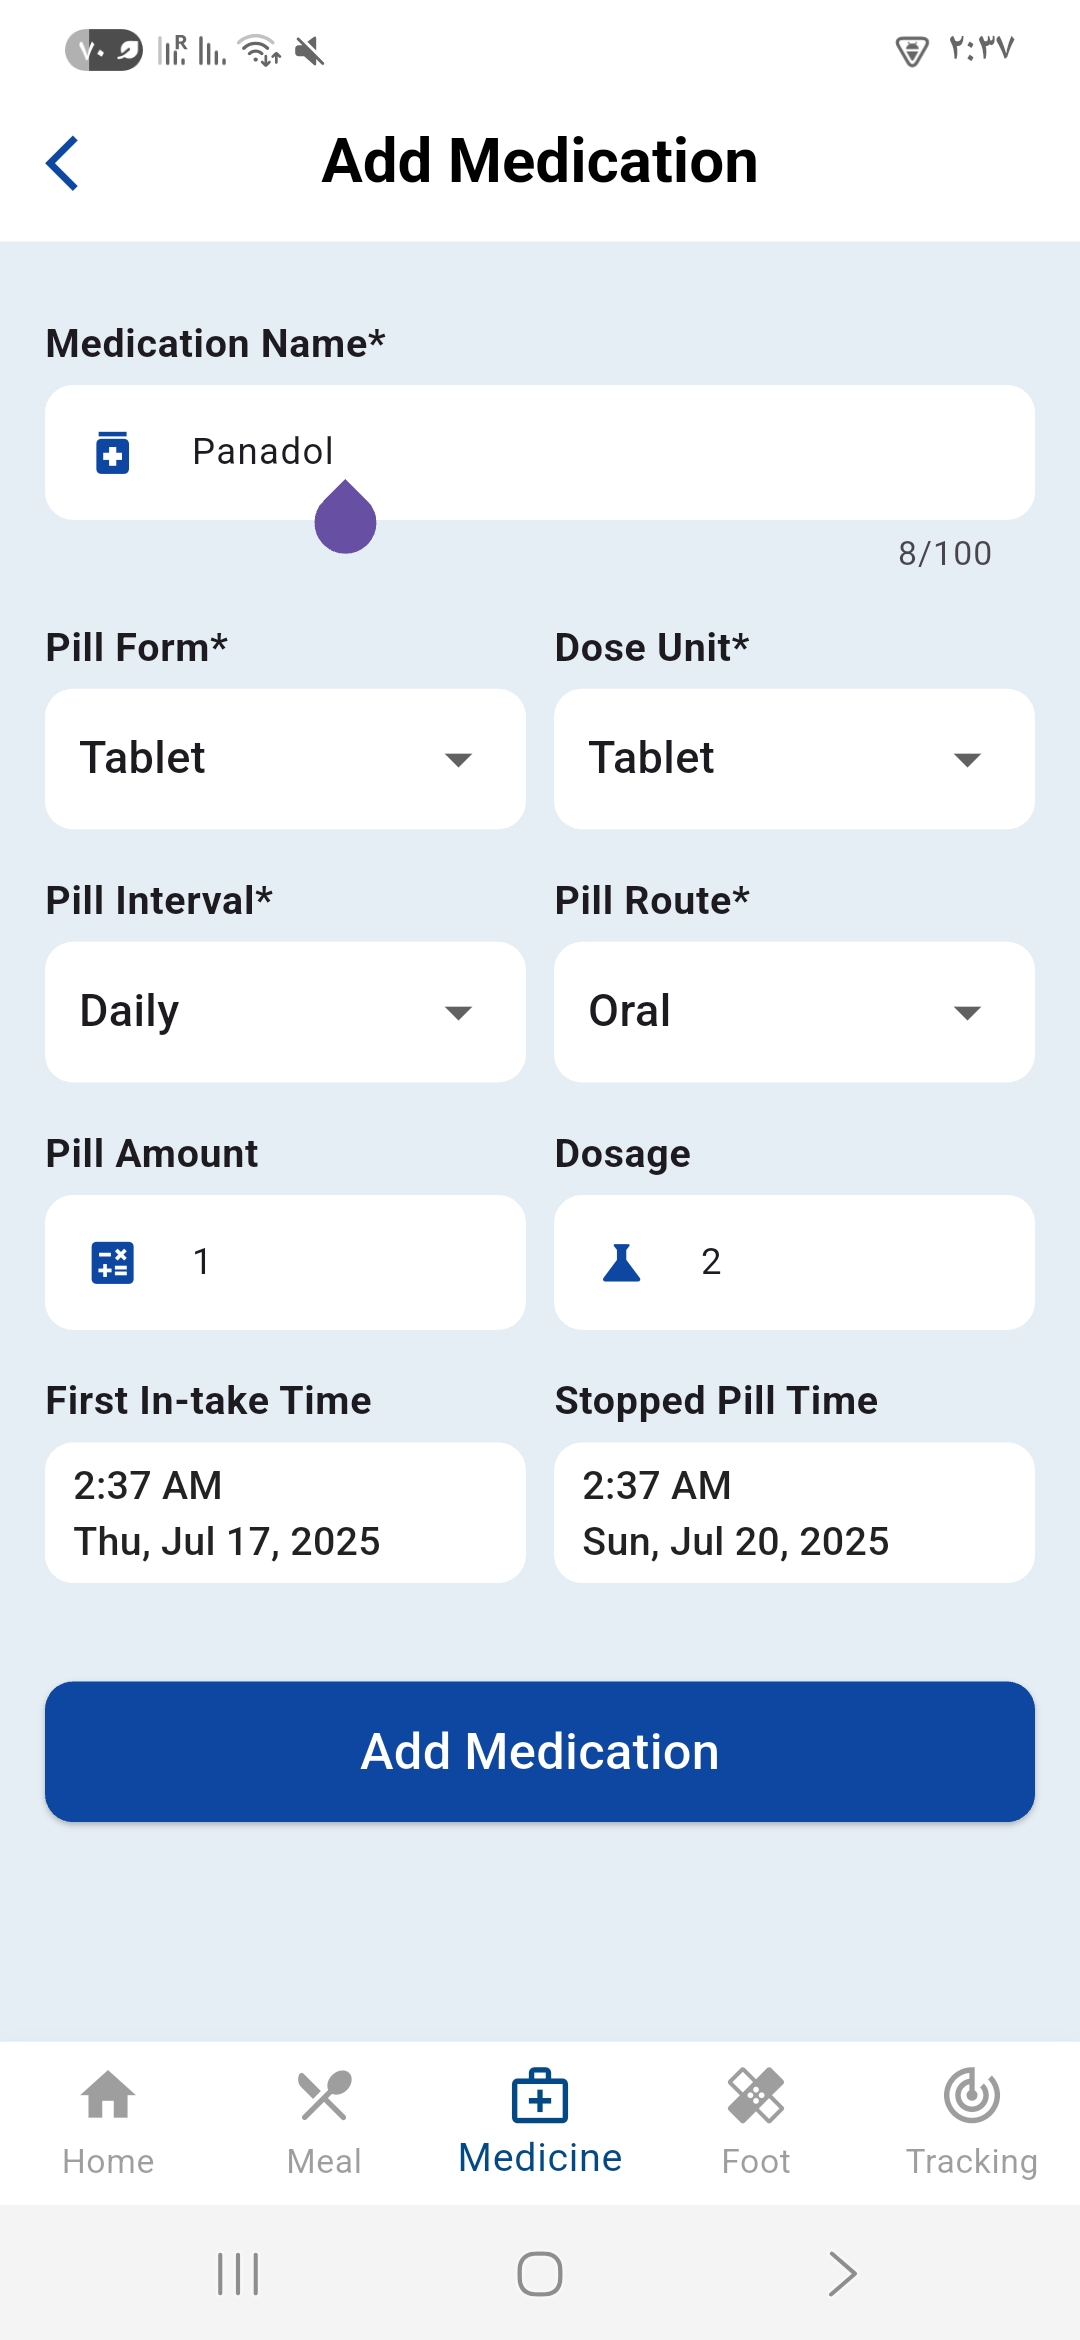 ٧٠ R ٢:٣٧
Add Medication
Medication Name*
Panadol
8/100
Pill Form* Dose Unit*
Tablet Tablet
Pill Interval* Pill Route*
Daily Oral
Pill Amount Dosage
1 2
First In-take Time Stopped Pill Time
2:37 AM 2:37 AM
Thu, Jul 17, 2025 Sun, Jul 20, 2025
Add Medication
Home Meal Medicine Foot Tracking